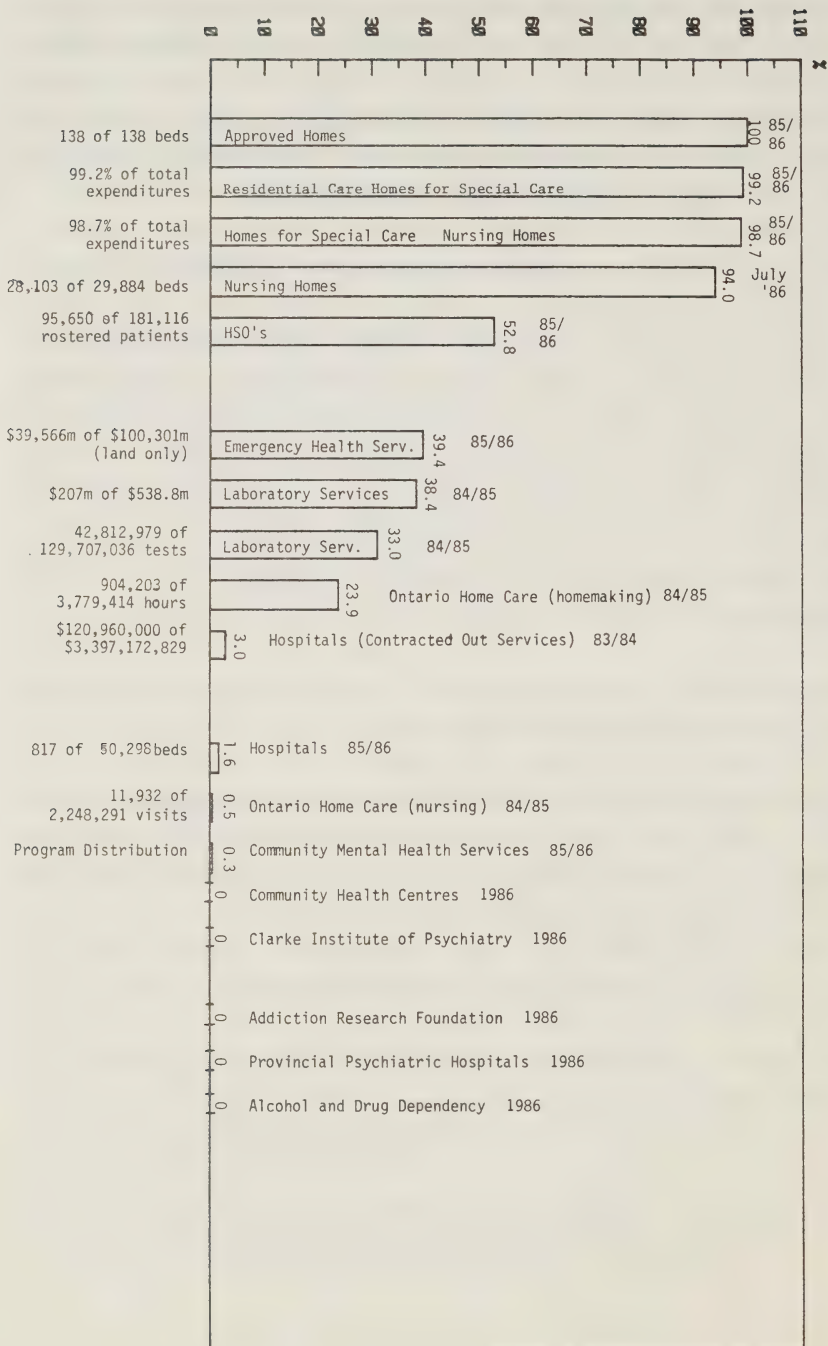 0 10 20 30 40 50 60 70 80 90 100 110 %
138 of 138 beds Approved Homes 100 85/
86
99.2% of total
expenditures Residential Care Homes for Special Care 99.2 85/
86
98.7% of total
expenditures Homes for Special Care Nursing Homes 98.7 85/
86
28,103 of 29,884 beds Nursing Homes 94.0 July
'86
95,650 of 181,116
rostered patients HSO's 52.8 85/
86
$39,566m of $100,301m
(land only) Emergency Health Serv. 39.4 85/86
$207m of $538.8m Laboratory Services 38.4 84/85
42,812,979 of
129,707,036 tests Laboratory Serv. 33.0 84/85
904,203 of
3,779,414 hours 23.9 Ontario Home Care (homemaking) 84/85
$120,960,000 of
$3,397,172,829 3.0 Hospitals (Contracted Out Services) 83/84
817 of 50,298beds 1.6 Hospitals 85/86
11,932 of
2,248,291 visits 0.5 Ontario Home Care (nursing) 84/85
Program Distribution 0.3 Community Mental Health Services 85/86
0 Community Health Centres 1986
0 Clarke Institute of Psychiatry 1986
0 Addiction Research Foundation 1986
0 Provincial Psychiatric Hospitals 1986
0 Alcohol and Drug Dependency 1986